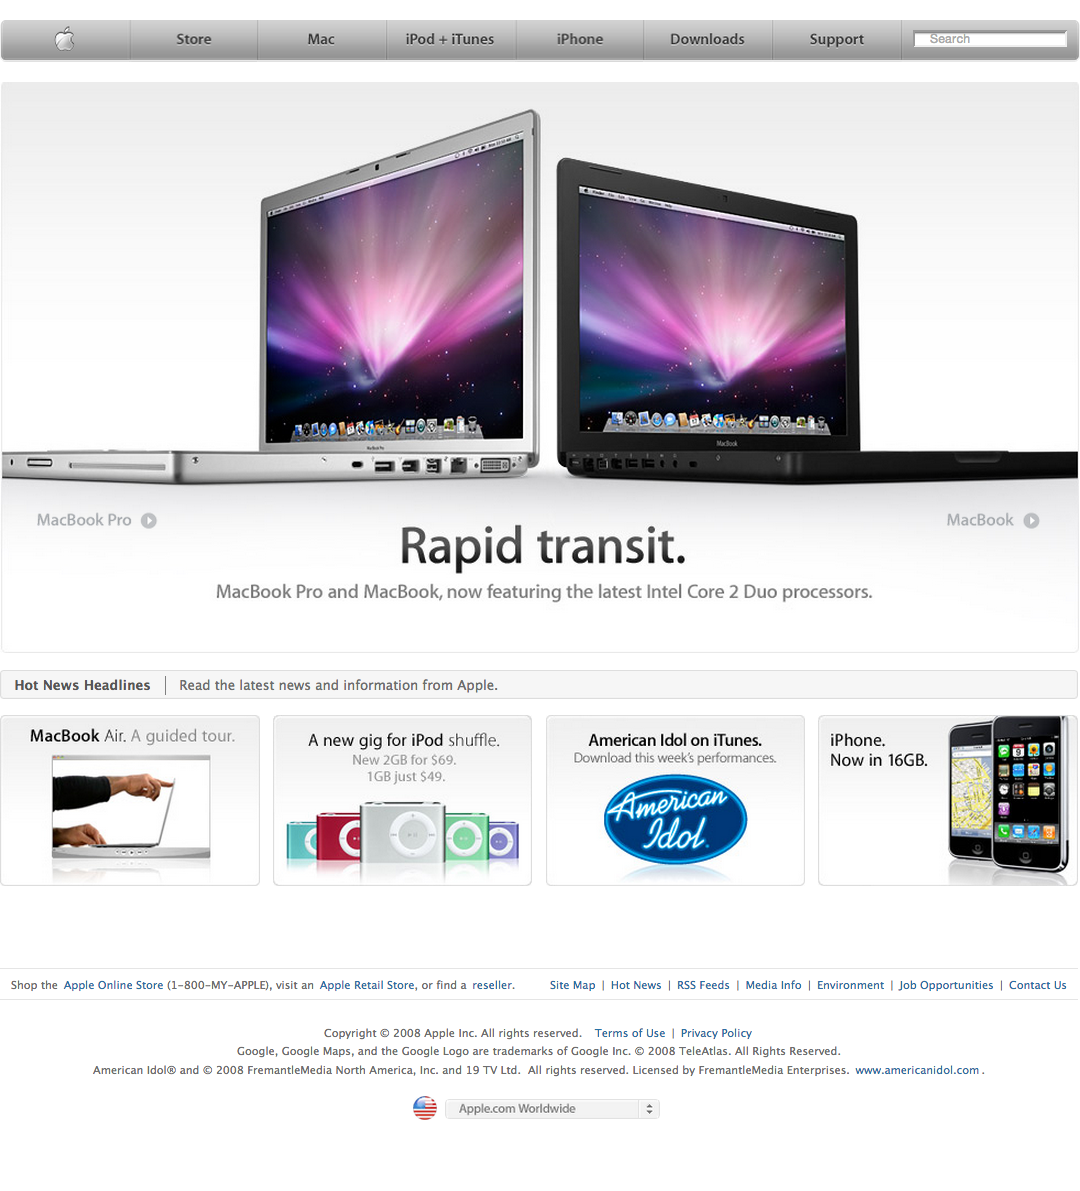 Store
Mac
iPod + iTunes
iPhone
Downloads
Support
Search
MacBook Pro
MacBook
MacBook Pro
MacBook
Rapid transit.
MacBook Pro and MacBook, now featuring the latest Intel Core 2 Duo processors.
Hot News Headlines
Read the latest news and information from Apple.
MacBook Air. A guided tour.
A new gig for iPod shuffle.
New 2GB for $69.
1GB just $49.
American Idol on iTunes.
Download this week's performances.
American
Idol
iPhone.
Now in 16GB.
Shop the Apple Online Store (1-800-MY-APPLE), visit an Apple Retail Store, or find a reseller.
Site Map | Hot News | RSS Feeds | Media Info | Environment | Job Opportunities | Contact Us
Copyright © 2008 Apple Inc. All rights reserved. Terms of Use | Privacy Policy
Google, Google Maps, and the Google Logo are trademarks of Google Inc. © 2008 TeleAtlas. All Rights Reserved.
American Idol® and © 2008 FremantleMedia North America, Inc. and 19 TV Ltd. All rights reserved. Licensed by FremantleMedia Enterprises. www.americanidol.com .
Apple.com Worldwide